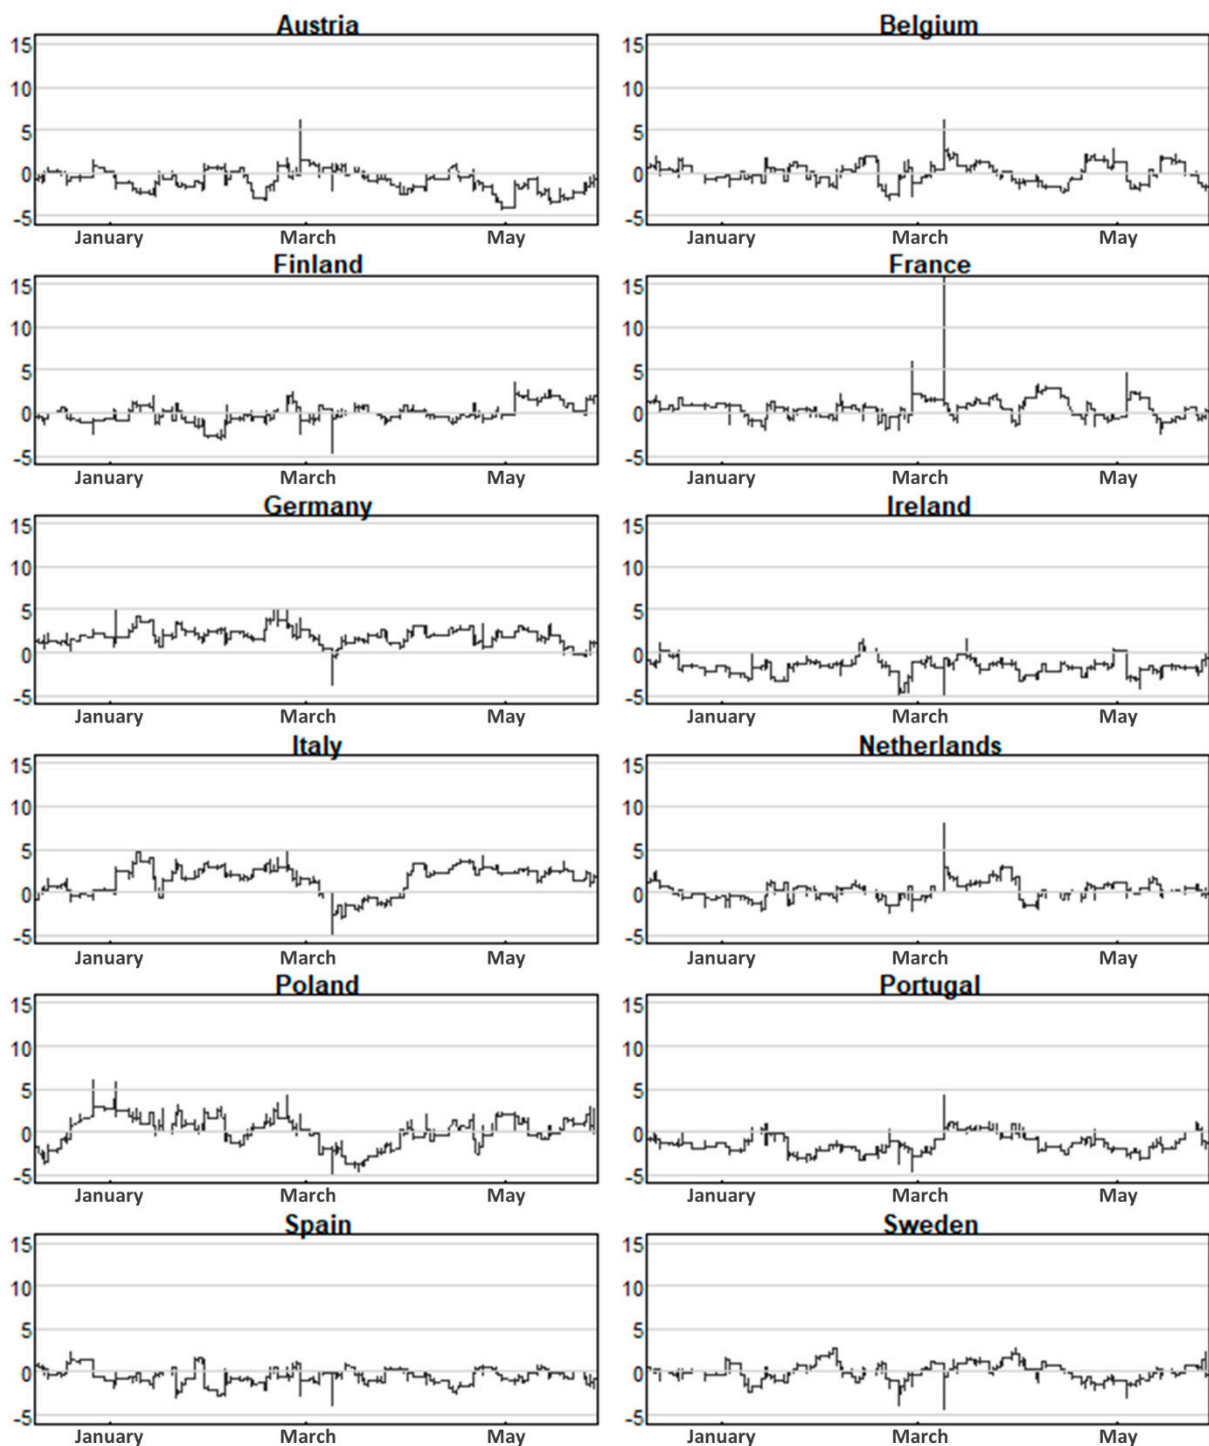 Austria Belgium
15 15
10 10
5 5
0 0
-5 -5
January March May January March May
Finland France
15 15
10 10
5 5
0 0
-5 -5
January March May January March May
Germany Ireland
15 15
10 10
5 5
0 0
-5 -5
January March May January March May
Italy Netherlands
15 15
10 10
5 5
0 0
-5 -5
January March May January March May
Poland Portugal
15 15
10 10
5 5
0 0
-5 -5
January March May January March May
Spain Sweden
15 15
10 10
5 5
0 0
-5 -5
January March May January March May